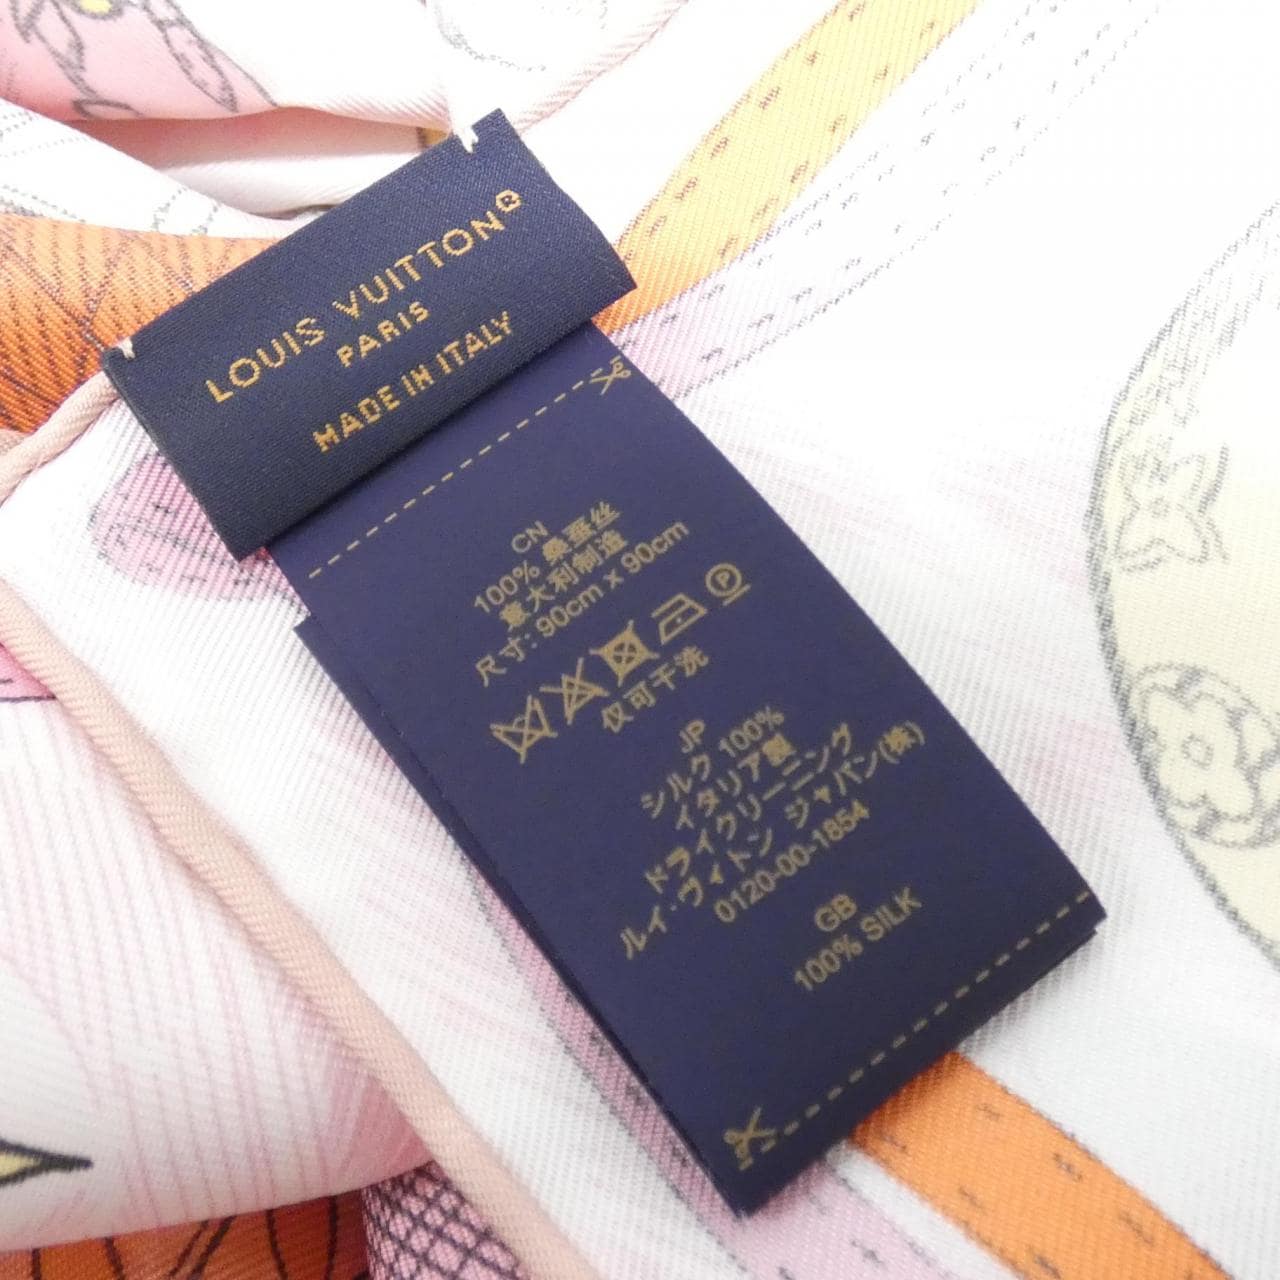 LOUIS VUITTON®
PARIS
MADE IN ITALY
CN
100% 桑蚕丝
意大利制造
尺寸: 90cm x 90cm
P
仅可干洗
JP
シルク 100%
イタリア製
ドライクリーニング
ルイ・ヴィトン ジャパン(株)
0120-00-1854
GB
100% SILK